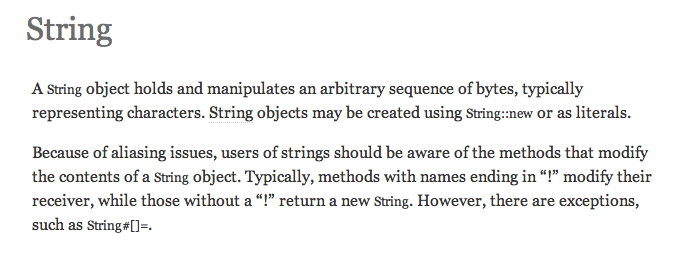 String
A String object holds and manipulates an arbitrary sequence of bytes, typically
representing characters. String objects may be created using String::new or as literals.
Because of aliasing issues, users of strings should be aware of the methods that modify
the contents of a String object. Typically, methods with names ending in “!” modify their
receiver, while those without a “!” return a new String. However, there are exceptions,
such as String#[]=.